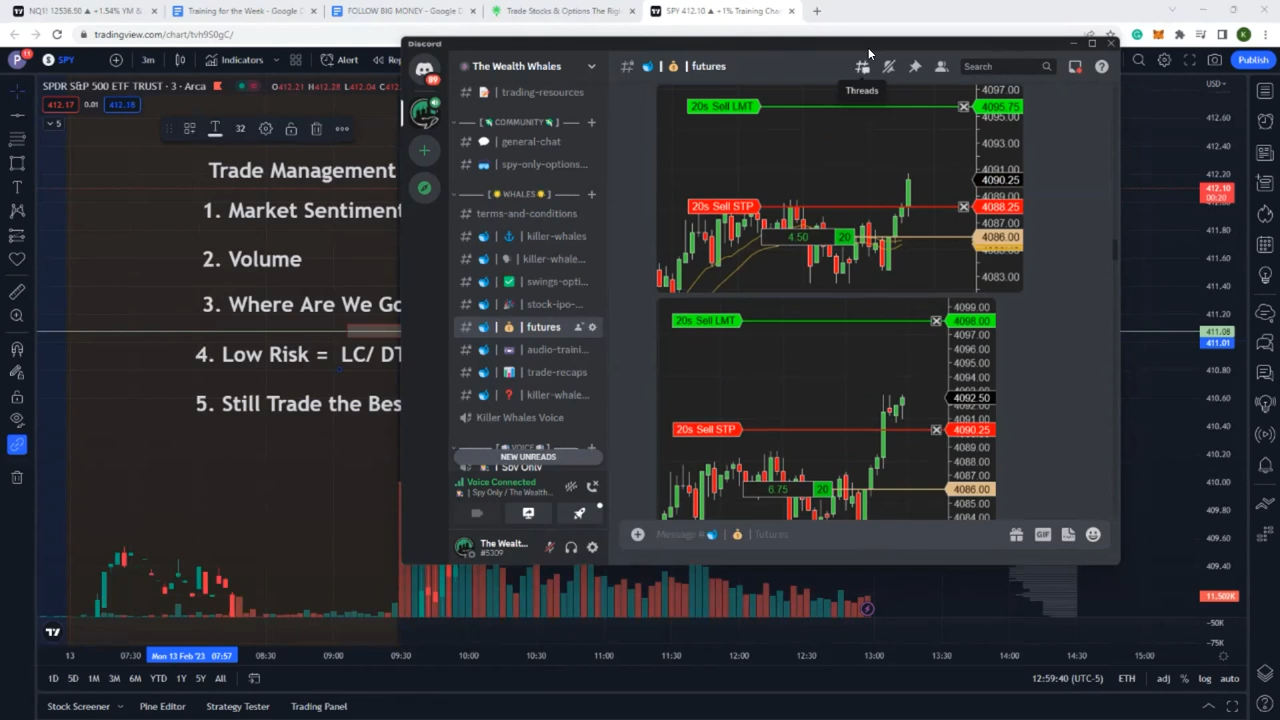 NQ1! 12536.50 ▲ +1.54% YM &
Training for the Week - Google D
FOLLOW BIG MONEY - Google D
Trade Stocks & Options The Rig
SPY 412.10 ▲ +1% Training Cha
tradingview.com/chart/tvh9S0gC/
SPY
3m
Indicators
Alert
Rep
Publish
SPDR S&P 500 ETF TRUST · 3 · Arca
O412.21 H412.28 L412.04 C412.1
412.17
0.01
412.18
5
32
Trade Management
1. Market Sentiment
2. Volume
3. Where Are We Go
4. Low Risk = LC/ DT
5. Still Trade the Bes
Discord
The Wealth Whales
89
trading-resources
COMMUNITY
general-chat
spy-only-options...
WHALES
terms-and-conditions
killer-whales
killer-whale...
swings-opti...
stock-ipo-...
futures
audio-traini...
trade-recaps
killer-whale...
Killer Whales Voice
VOICE
NEW UNREADS
Spy Only
Voice Connected
Spy Only / The Wealth...
The Wealt...
#5309
futures
Search
Threads
20s Sell LMT
4097.00
4095.75
4095.00
4093.00
4091.00
4090.25
20s Sell STP
4088.25
4087.00
4.50
20
4086.00
4083.00
4099.00
20s Sell LMT
4098.00
4097.00
4096.00
4095.00
4094.00
4092.50
20s Sell STP
4090.25
4089.00
4088.00
4087.00
6.75
20
4086.00
4085.00
4084.00
Message #
futures
GIF
USD
412.60
412.40
412.20
412.10
00:20
411.80
411.60
411.40
411.20
411.08
411.01
410.80
410.60
410.40
410.20
410.00
409.80
409.60
409.40
11.502K
-50K
-75K
13
07:30
Mon 13 Feb '23 07:57
08:30
09:00
09:30
10:00
10:30
11:00
11:30
12:00
12:30
13:00
13:30
14:00
14:30
15:00
1D
5D
1M
3M
6M
YTD
1Y
5Y
All
12:59:40 (UTC-5)
ETH
adj
%
log
auto
Stock Screener
Pine Editor
Strategy Tester
Trading Panel